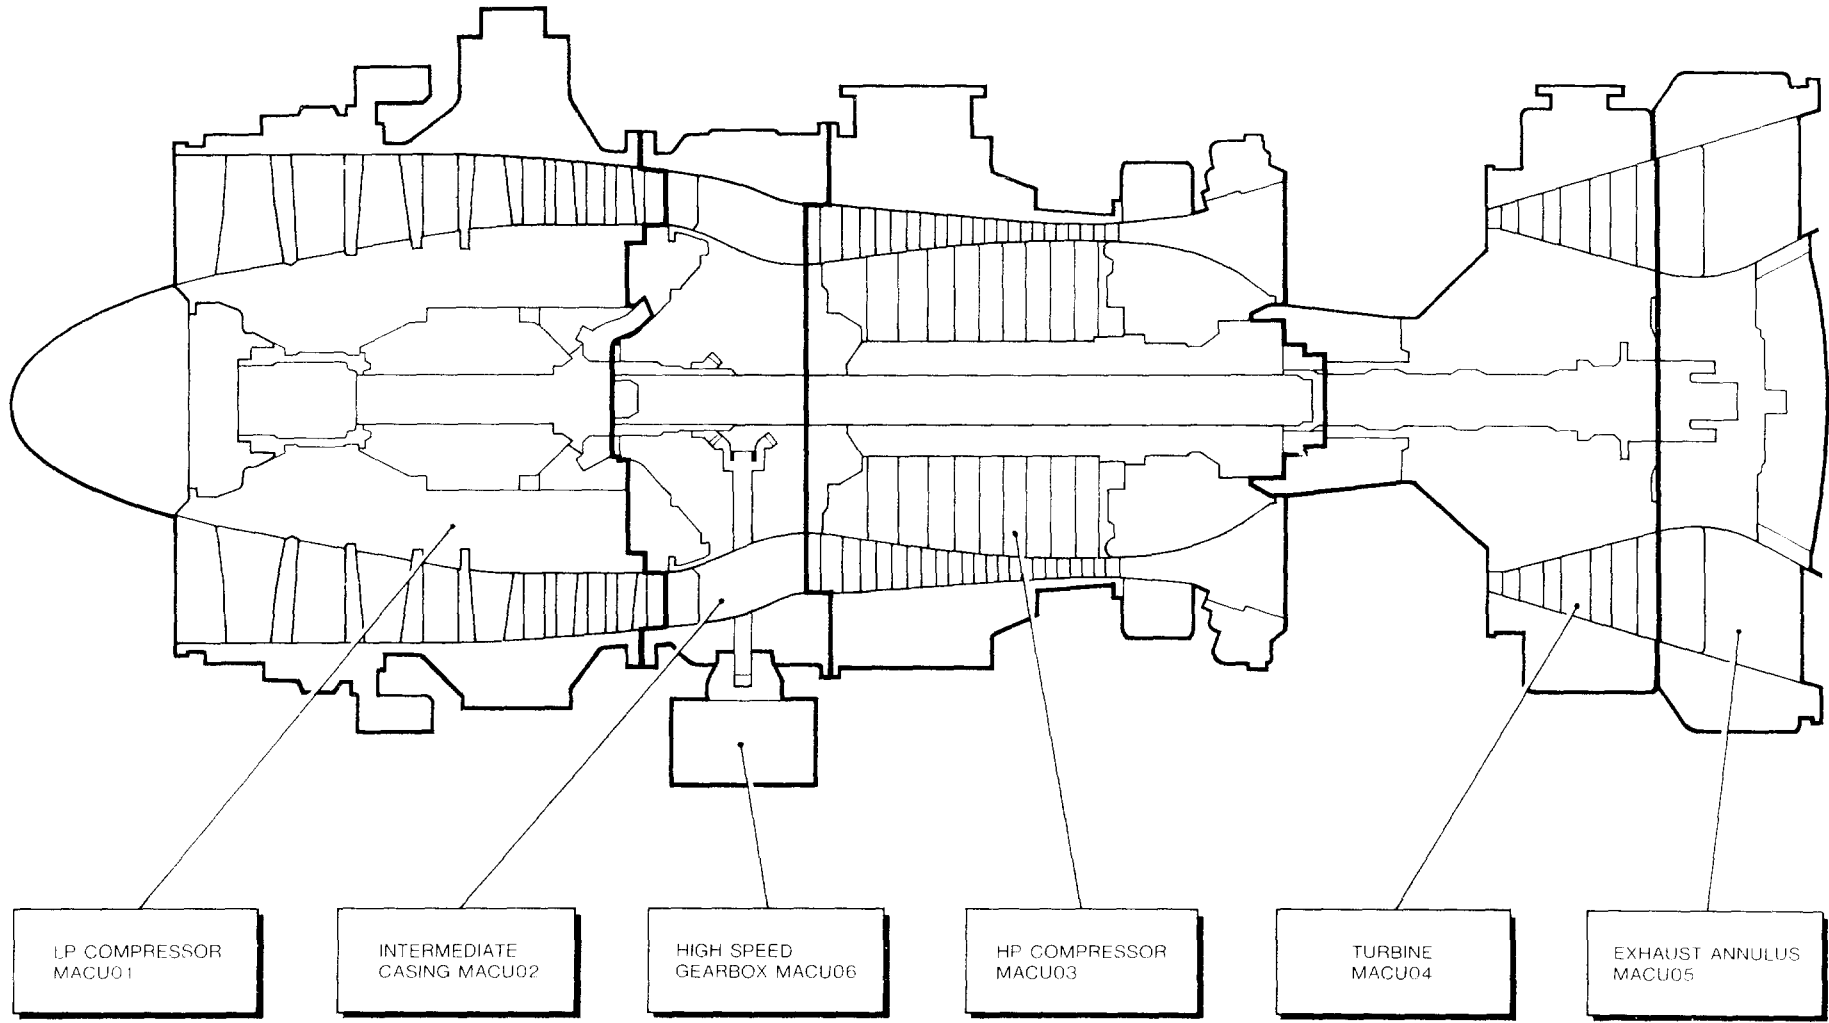 LP COMPRESSOR
MACU01
INTERMEDIATE
CASING MACU02
HIGH SPEED
GEARBOX MACU06
HP COMPRESSOR
MACU03
TURBINE
MACU04
EXHAUST ANNULUS
MACU05